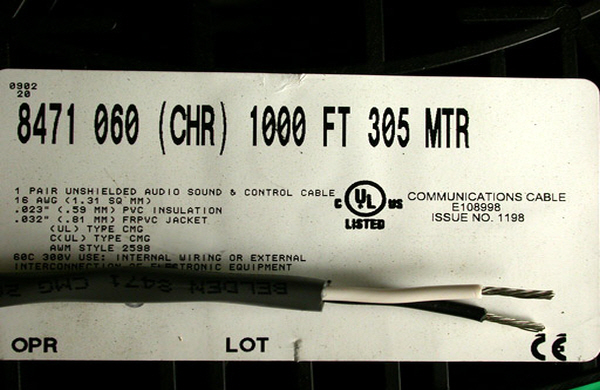 0902
20
8471 060 (CHR) 1000 FT 305 MTR
1 PAIR UNSHIELDED AUDIO SOUND & CONTROL CABLE
16 AWG (1.31 SQ MM)
.023" (.59 MM) PVC INSULATION
.032" (.81 MM) FRPVC JACKET
(UL) TYPE CMG
C(UL) TYPE CMG
AWM STYLE 2598
60C 300V USE: INTERNAL WIRING OR EXTERNAL
INTERCONNECTION OF ELECTRONIC EQUIPMENT
C UL US
LISTED
COMMUNICATIONS CABLE
E108998
ISSUE NO. 1198
BELDEN 8471 CMG
OPR LOT CE